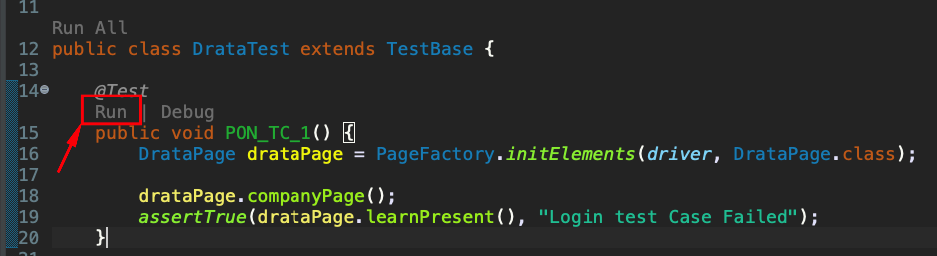 11
Run All
12 public class DrataTest extends TestBase {
13
14 @Test
Run | Debug
15 public void PON_TC_1() {
16 DrataPage drataPage = PageFactory.initElements(driver, DrataPage.class);
17
18 drataPage.companyPage();
19 assertTrue(drataPage.learnPresent(), "Login test Case Failed");
20 }
21